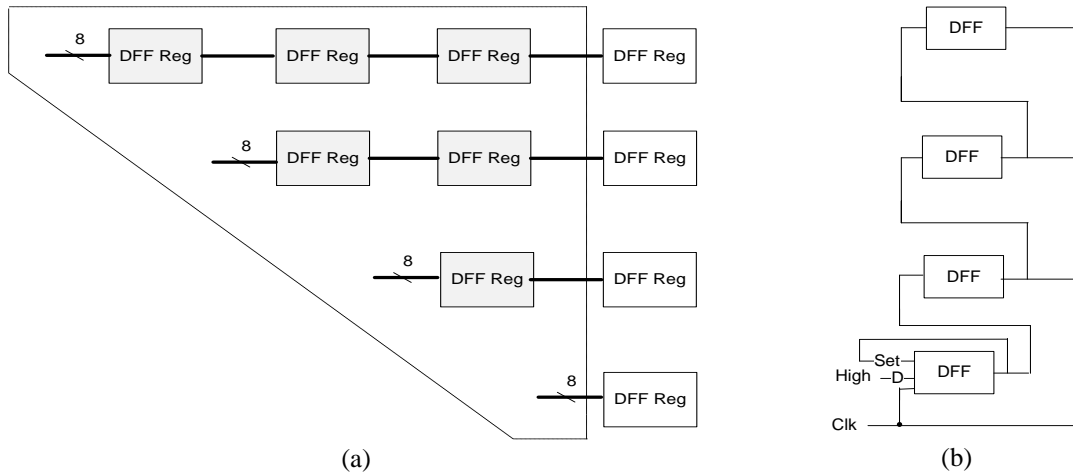 8
DFF Reg DFF Reg DFF Reg DFF Reg
8
DFF Reg DFF Reg DFF Reg
8
DFF Reg DFF Reg
8
DFF Reg
(a)
DFF
DFF
DFF
Set
High D DFF
Clk
(b)